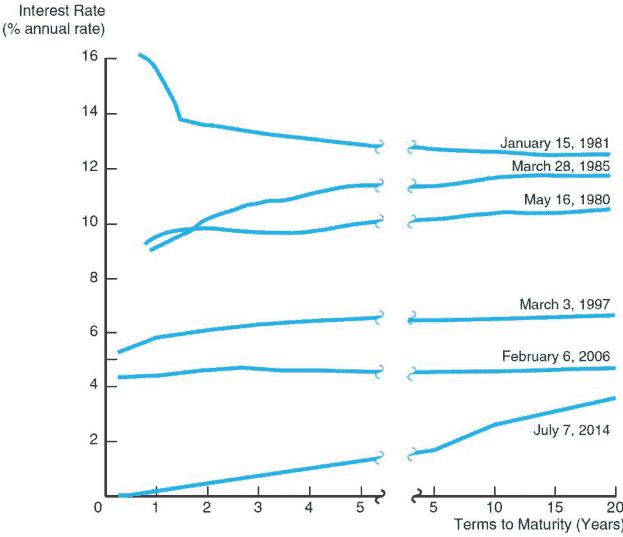 Interest Rate
(% annual rate)
16
14
12
10
8
6
4
2
0
January 15, 1981
March 28, 1985
May 16, 1980
March 3, 1997
February 6, 2006
July 7, 2014
1 2 3 4 5 5 10 15 20
Terms to Maturity (Years)